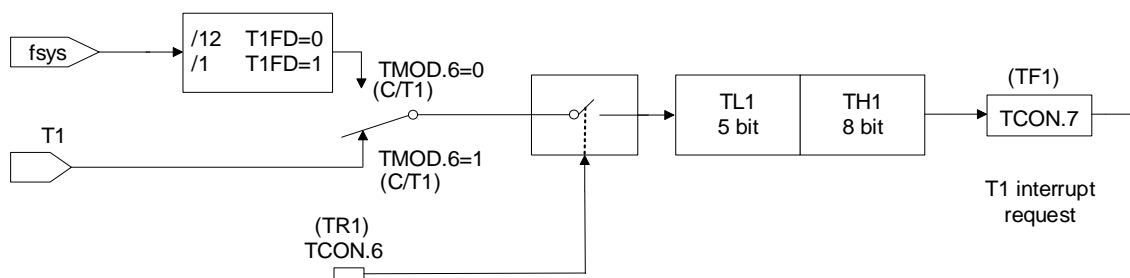 fsys
/12 T1FD=0
/1 T1FD=1
TMOD.6=0
(C/T1)
T1
TMOD.6=1
(C/T1)
(TR1)
TCON.6
TL1
5 bit
TH1
8 bit
(TF1)
TCON.7
T1 interrupt
request